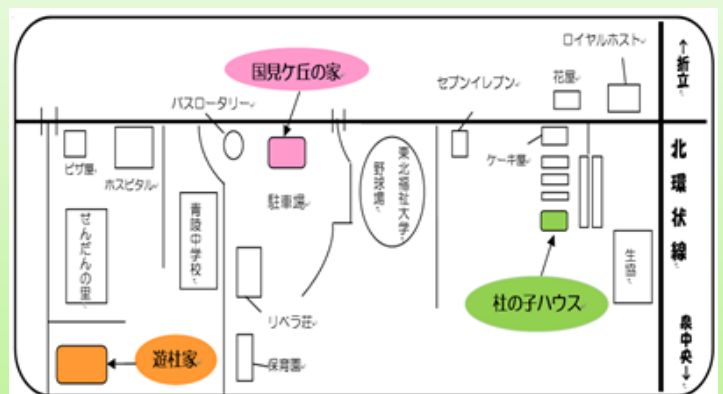 ロイヤルホスト
↑折立
国見ケ丘の家
セブンイレブン
花屋
バスロータリー
ピザ屋
ホスピタル
駐車場
東北福祉大学
野球場
ケーキ屋
北環状線
せんだんの里
青陵中学校
生協
杜の子ハウス
リベラ荘
遊杜家
保育園
泉中央↓